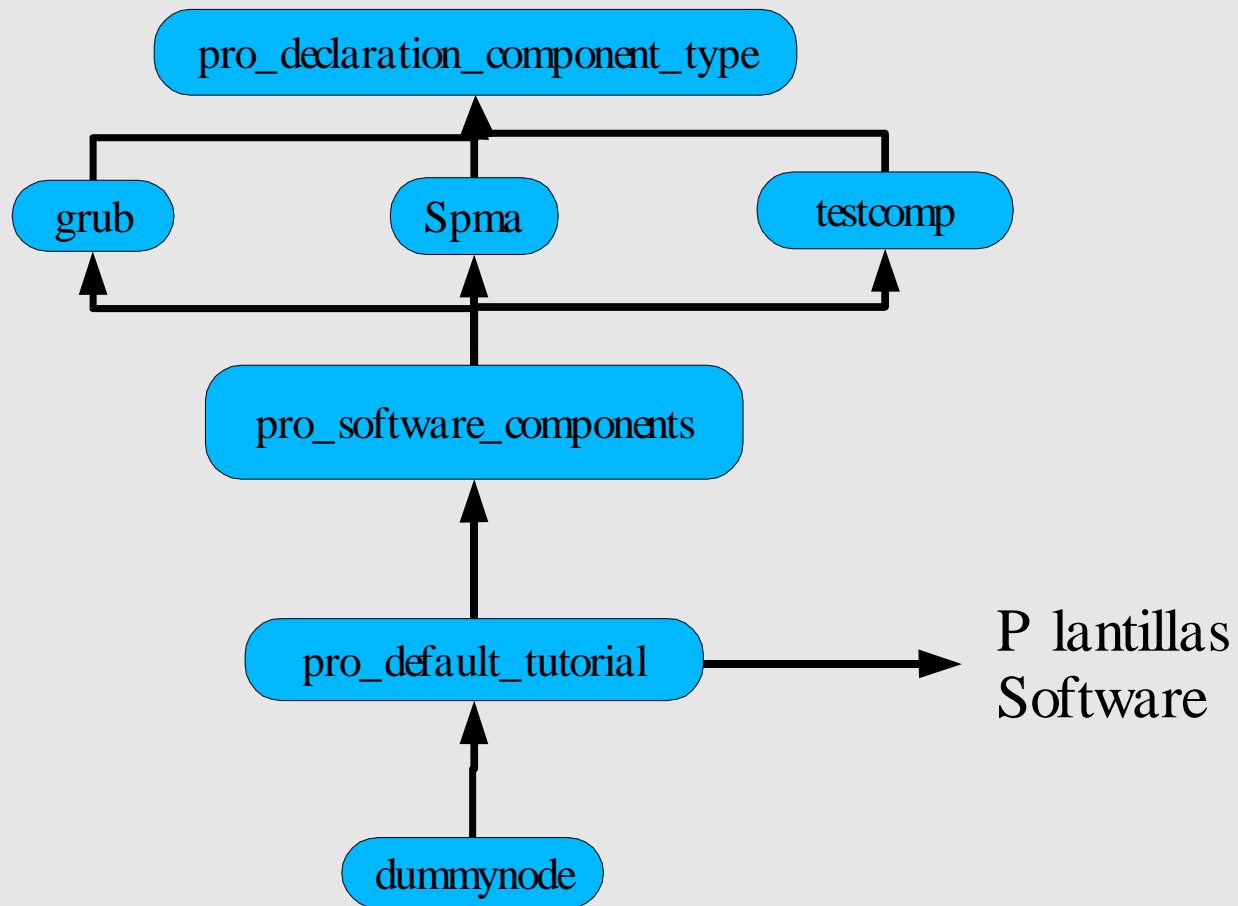 pro_declaration_component_type
grub
Spma
testcomp
pro_software_components
pro_default_tutorial
P lantillas
Software
dummynode